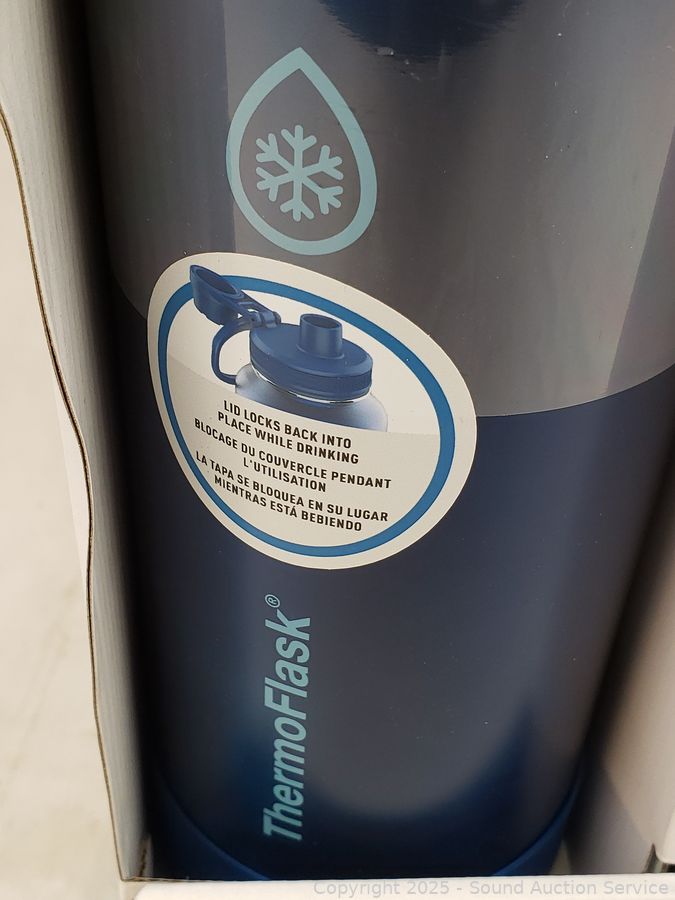 LID LOCKS BACK INTO
PLACE WHILE DRINKING
BLOCAGE DU COUVERCLE PENDANT
L'UTILISATION
LA TAPA SE BLOQUEA EN SU LUGAR
MIENTRAS ESTÁ BEBIENDO
ThermoFlask®
Copyright 2025 - Sound Auction Service